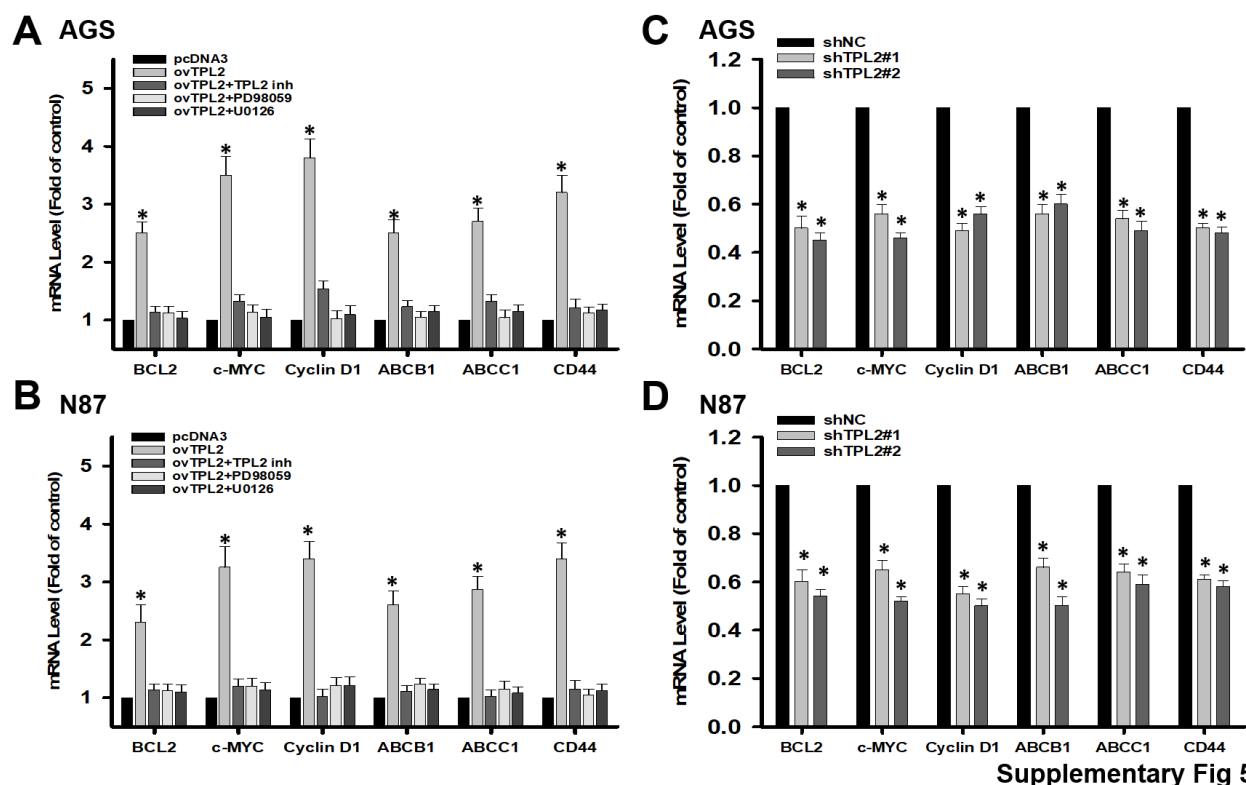 A AGS
pcDNA3
ovTPL2
ovTPL2+TPL2 inh
ovTPL2+PD98059
ovTPL2+U0126
mRNA Level (Fold of control)
5
4
3
2
1
* * * * * *
BCL2 c-MYC Cyclin D1 ABCB1 ABCC1 CD44
B N87
pcDNA3
ovTPL2
ovTPL2+TPL2 inh
ovTPL2+PD98059
ovTPL2+U0126
mRNA Level (Fold of control)
5
4
3
2
1
* * * * * *
BCL2 c-MYC Cyclin D1 ABCB1 ABCC1 CD44
C AGS
shNC
shTPL2#1
shTPL2#2
mRNA Level (Fold of control)
1.2
1.0
0.8
0.6
0.4
0.2
0.0
* * * * * * * * * * * *
BCL2 c-MYC Cyclin D1 ABCB1 ABCC1 CD44
D N87
shNC
shTPL2#1
shTPL2#2
mRNA Level (Fold of control)
1.2
1.0
0.8
0.6
0.4
0.2
0.0
* * * * * * * * * * * *
BCL2 c-MYC Cyclin D1 ABCB1 ABCC1 CD44
Supplementary Fig 5